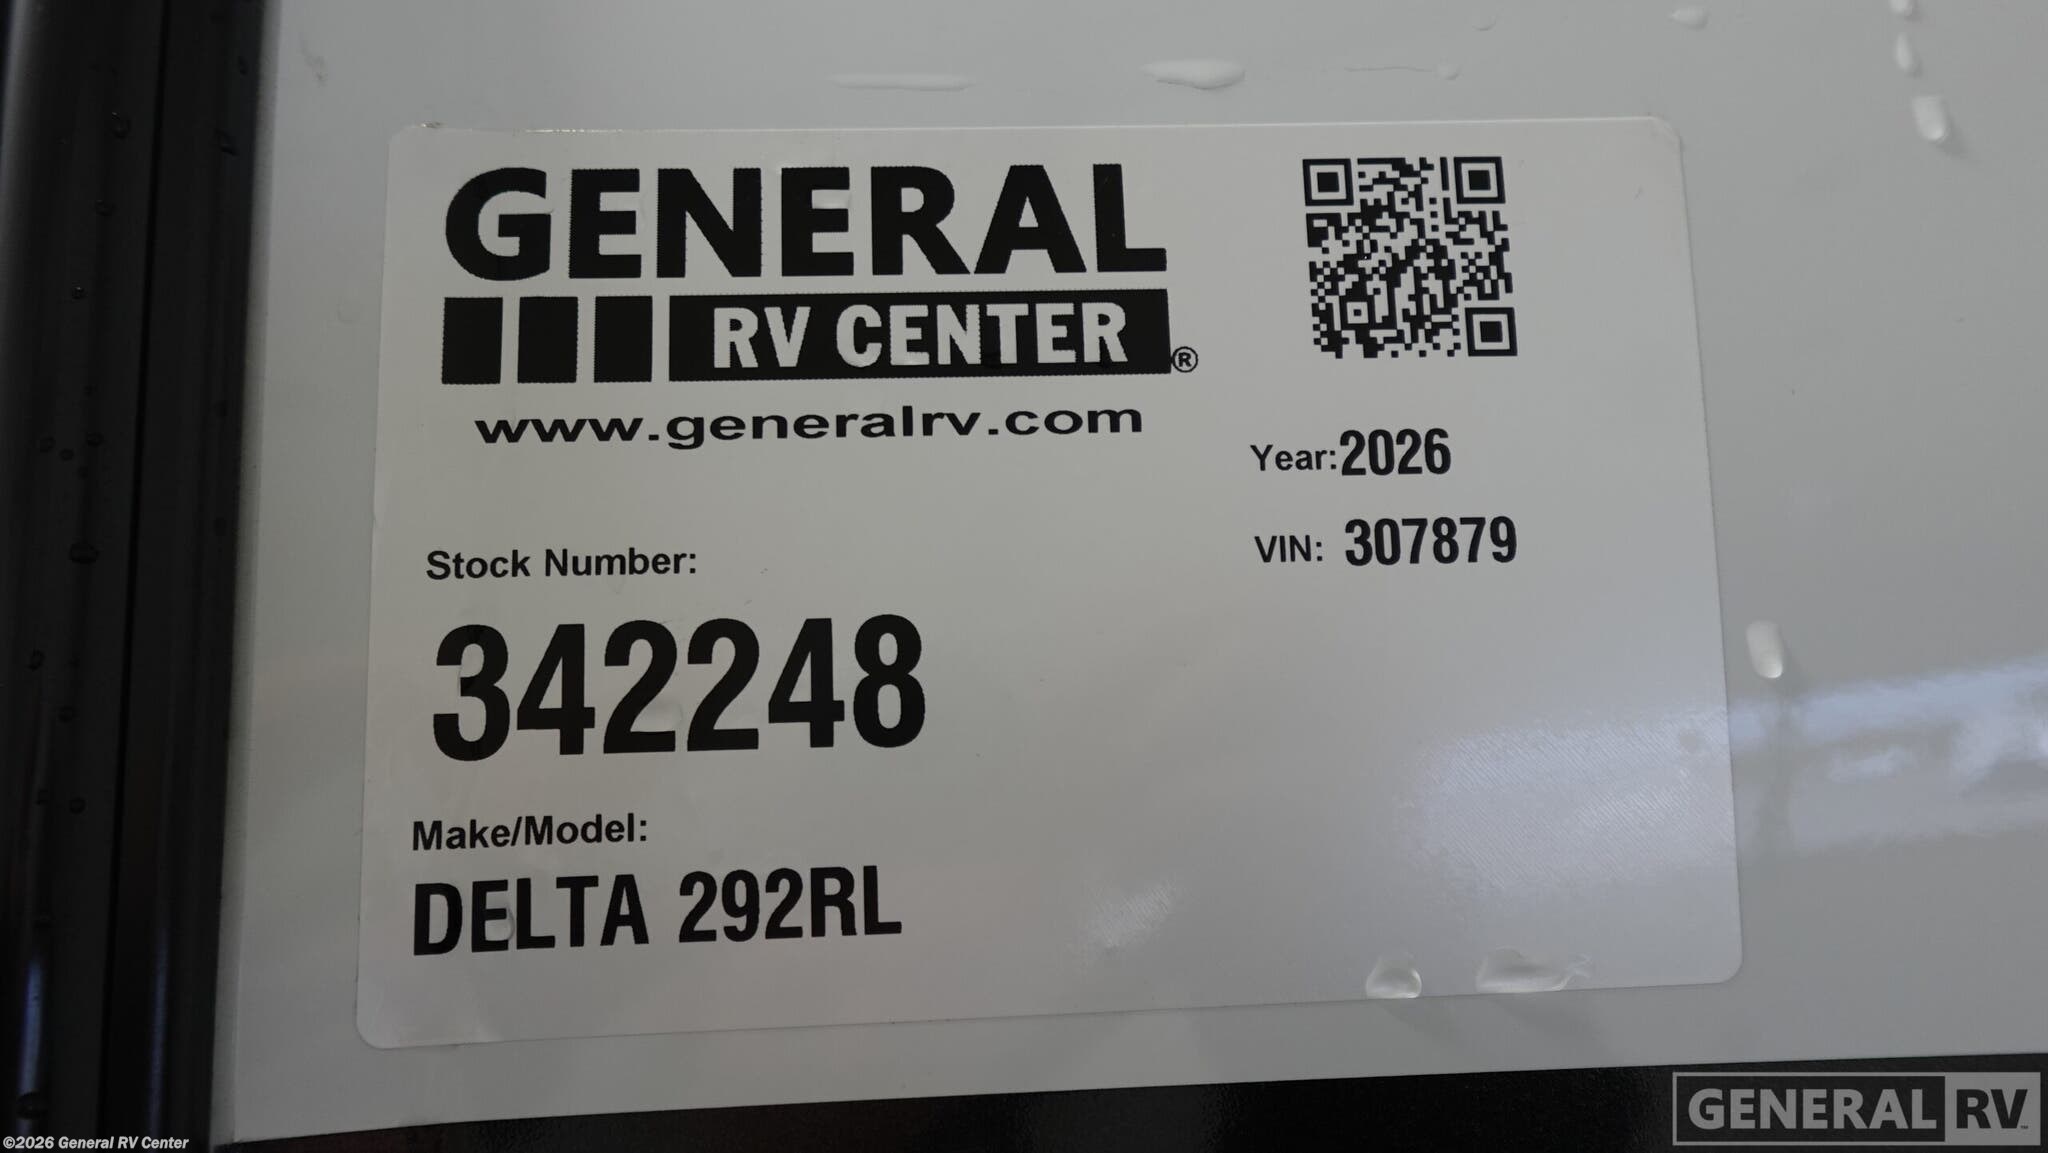 GENERAL
RV CENTER®
www.generalrv.com
Year:2026
VIN: 307879
Stock Number:
342248
Make/Model:
DELTA 292RL
©2026 General RV Center
GENERAL RV™